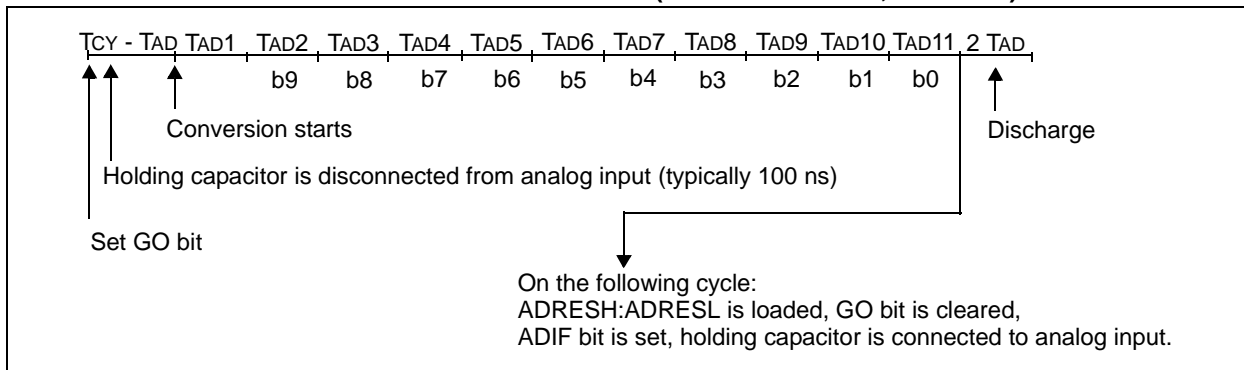 TCY - TAD TAD1 TAD2 TAD3 TAD4 TAD5 TAD6 TAD7 TAD8 TAD9 TAD10 TAD11 2 TAD
b9 b8 b7 b6 b5 b4 b3 b2 b1 b0
Conversion starts
Discharge
Holding capacitor is disconnected from analog input (typically 100 ns)
Set GO bit
On the following cycle:
ADRESH:ADRESL is loaded, GO bit is cleared,
ADIF bit is set, holding capacitor is connected to analog input.